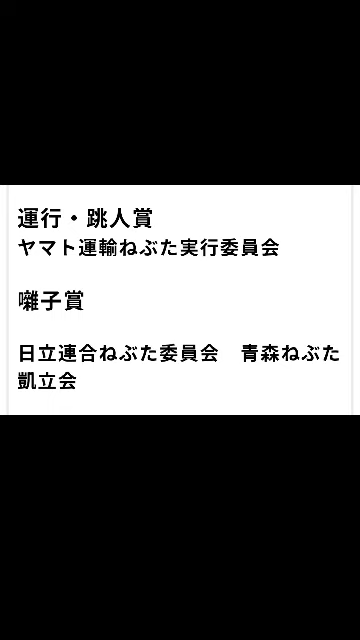 運行・跳人賞
ヤマト運輸ねぶた実行委員会
囃子賞
日立連合ねぶた委員会　青森ねぶた
凱立会